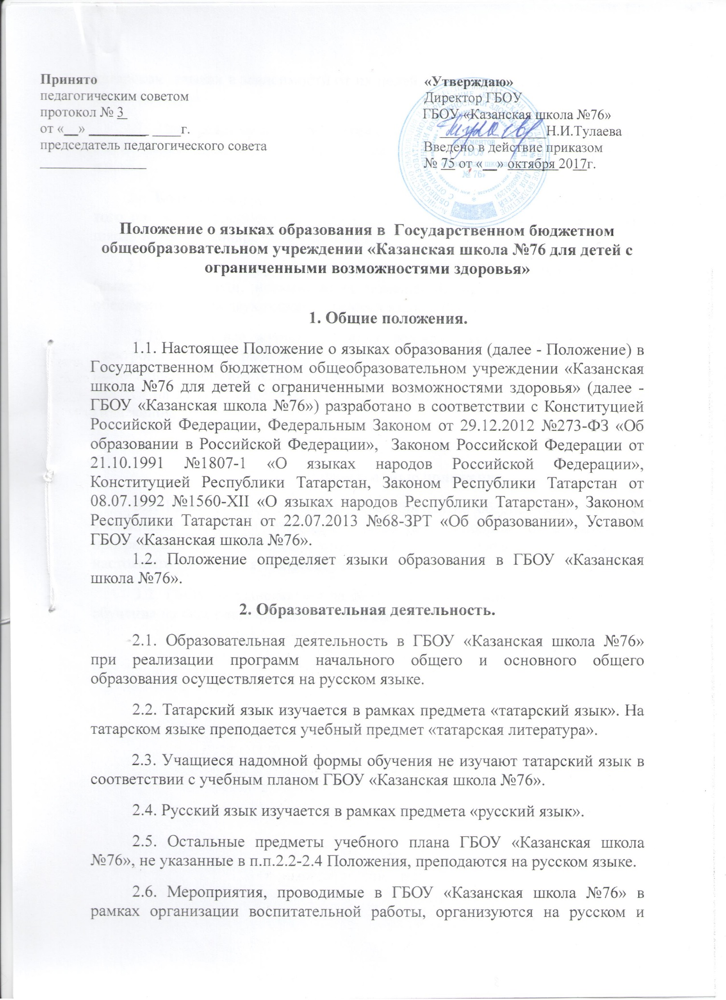 Принято
педагогическим советом
протокол № 3
от «__» _________ ____г.
председатель педагогического совета
________________
«Утверждаю»
Директор ГБОУ
ГБОУ «Казанская школа №76»
________________Н.И.Тулаева
Введено в действие приказом
№ 75 от «__» октября 2017г.
документов
ГБОУ
«Казанская школа
№ 76»
Положение о языках образования в Государственном бюджетном
общеобразовательном учреждении «Казанская школа №76 для детей с
ограниченными возможностями здоровья»
1. Общие положения.
1.1. Настоящее Положение о языках образования (далее - Положение) в
Государственном бюджетном общеобразовательном учреждении «Казанская
школа №76 для детей с ограниченными возможностями здоровья» (далее -
ГБОУ «Казанская школа №76») разработано в соответствии с Конституцией
Российской Федерации, Федеральным Законом от 29.12.2012 №273-ФЗ «Об
образовании в Российской Федерации», Законом Российской Федерации от
21.10.1991 №1807-1 «О языках народов Российской Федерации»,
Конституцией Республики Татарстан, Законом Республики Татарстан от
08.07.1992 №1560-XII «О языках народов Республики Татарстан», Законом
Республики Татарстан от 22.07.2013 №68-ЗРТ «Об образовании», Уставом
ГБОУ «Казанская школа №76».
1.2. Положение определяет языки образования в ГБОУ «Казанская
школа №76».
2. Образовательная деятельность.
2.1. Образовательная деятельность в ГБОУ «Казанская школа №76»
при реализации программ начального общего и основного общего
образования осуществляется на русском языке.
2.2. Татарский язык изучается в рамках предмета «татарский язык». На
татарском языке преподается учебный предмет «татарская литература».
2.3. Учащиеся надомной формы обучения не изучают татарский язык в
соответствии с учебным планом ГБОУ «Казанская школа №76».
2.4. Русский язык изучается в рамках предмета «русский язык».
2.5. Остальные предметы учебного плана ГБОУ «Казанская школа
№76», не указанные в п.п.2.2-2.4 Положения, преподаются на русском языке.
2.6. Мероприятия, проводимые в ГБОУ «Казанская школа №76» в
рамках организации воспитательной работы, организуются на русском и